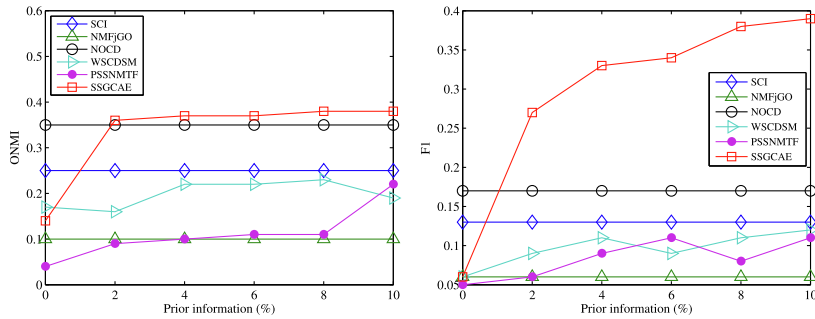 0.6
0.5
0.4
0.3
0.2
0.1
0
ONMI
0
2
4
6
8
10
Prior information (%)
SCI
NMFjGO
NOCD
WSCDSM
PSSNMTF
SSGCAE
0.4
0.35
0.3
0.25
0.2
0.15
0.1
0.05
F1
0
2
4
6
8
10
Prior information (%)
SCI
NMFjGO
NOCD
WSCDSM
PSSNMTF
SSGCAE